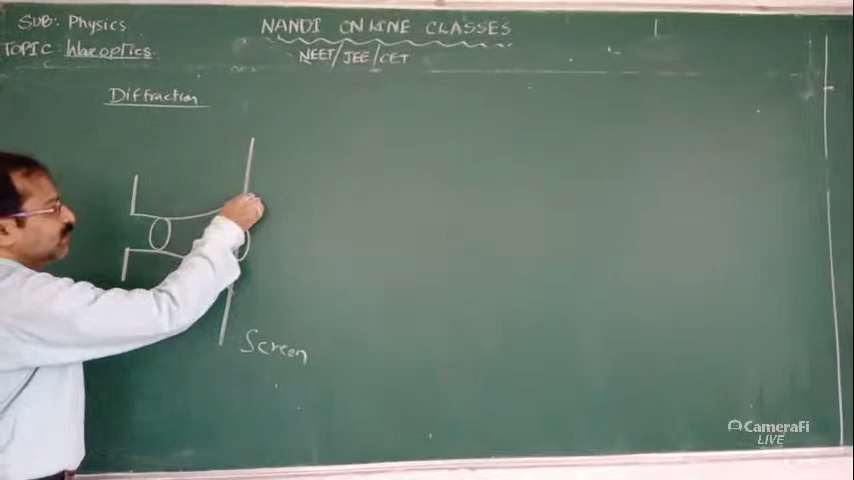 SUB: Physics
TOPIC: Waveoptics
NANDI ONLINE CLASSES
NEET/JEE/CET
Diffraction
Screen
CameraFi
LIVE